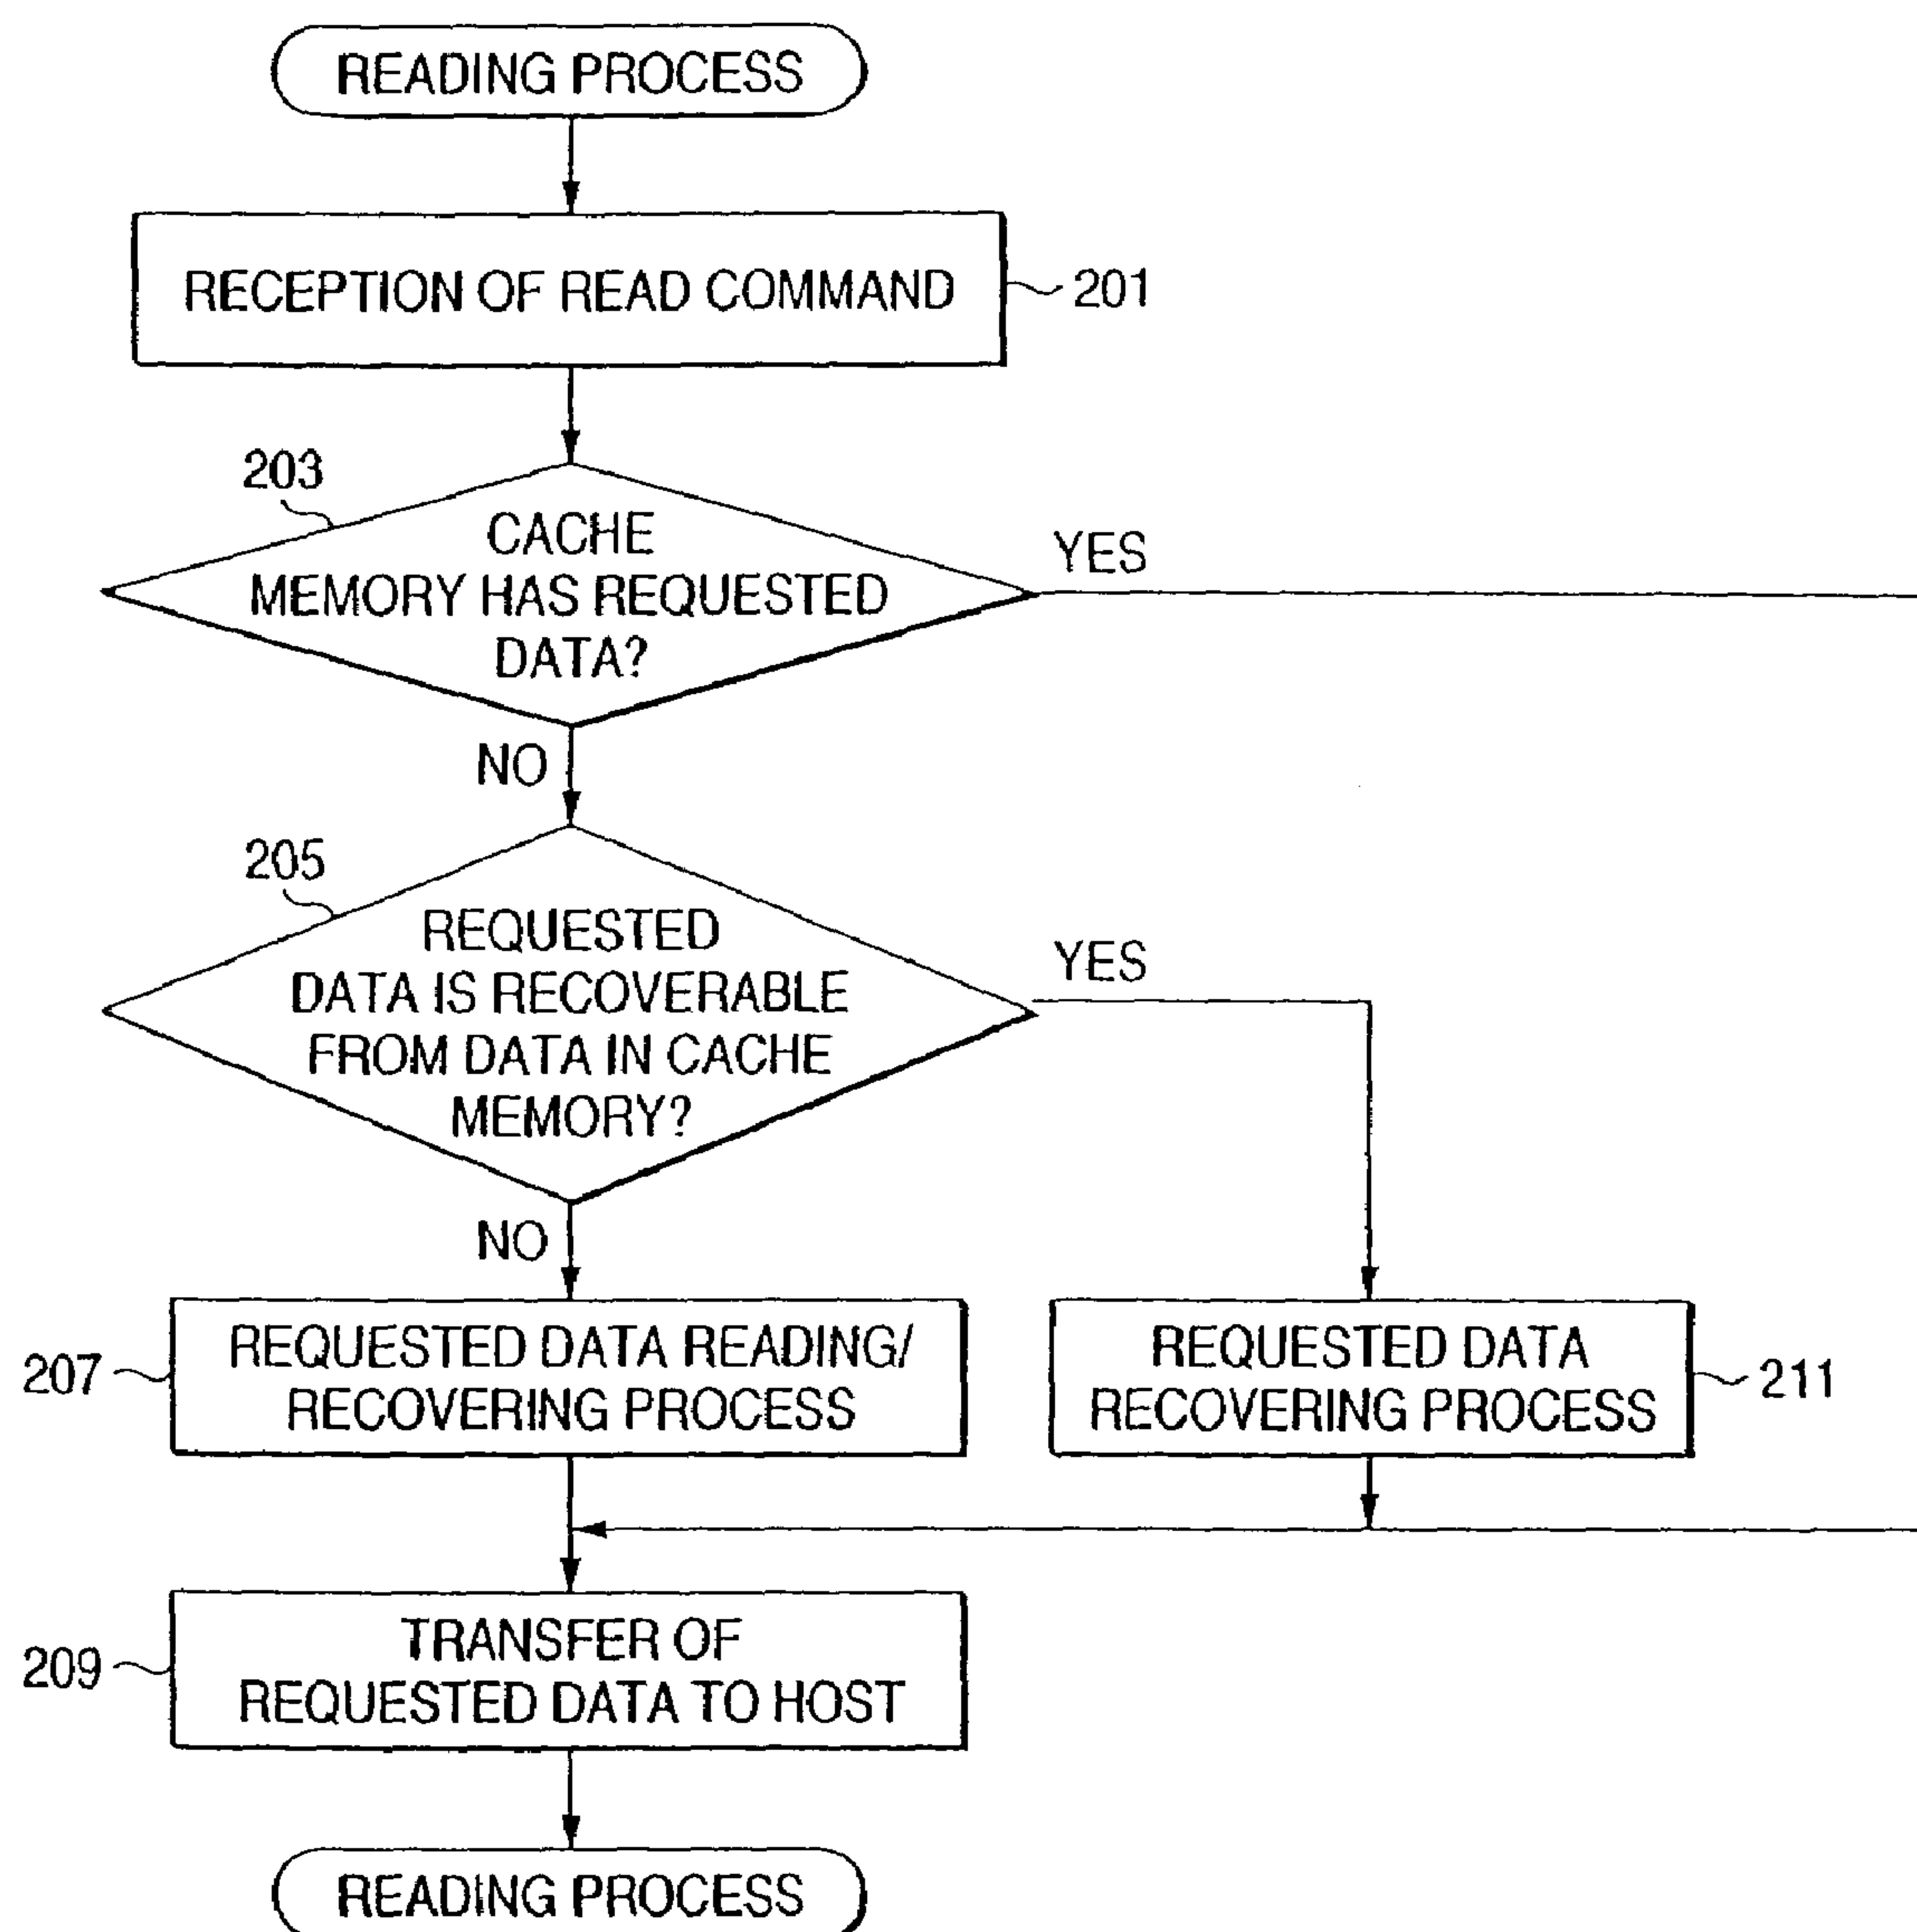 READING PROCESS
RECEPTION OF READ COMMAND
201
203
CACHE
MEMORY HAS REQUESTED
DATA?
YES
NO
205
REQUESTED
DATA IS RECOVERABLE
FROM DATA IN CACHE
MEMORY?
YES
NO
207
REQUESTED DATA READING/
RECOVERING PROCESS
REQUESTED DATA
RECOVERING PROCESS
211
209
TRANSFER OF
REQUESTED DATA TO HOST
READING PROCESS